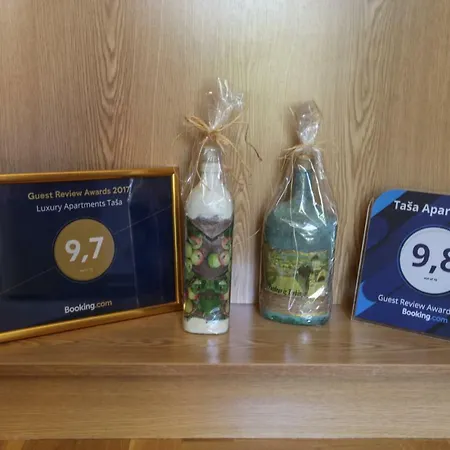 Guest Review Awards 2017
Luxury Apartments Taša
9,7
Booking.com
Taša Apar
9,8
Guest Review Awards
Booking.com